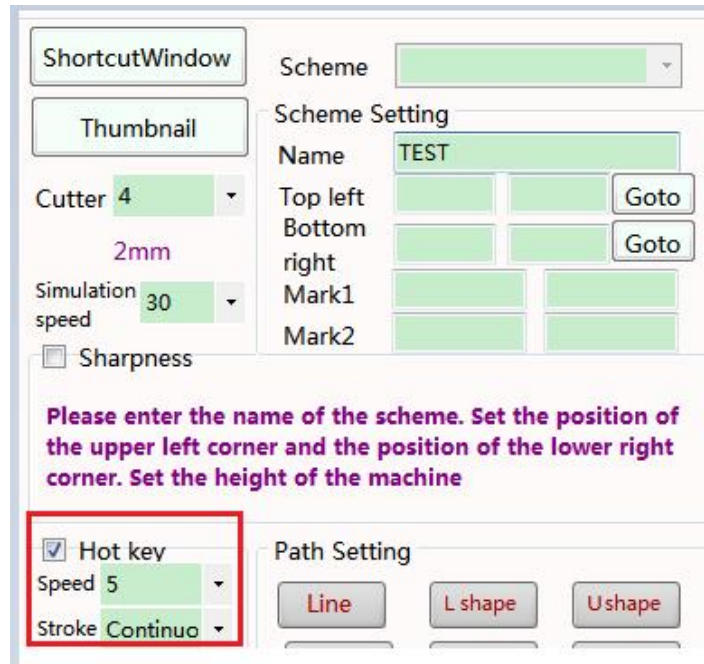 ShortcutWindow
Scheme
Thumbnail
Scheme Setting
Name TEST
Cutter 4
Top left Goto
2mm
Bottom
right Goto
Simulation
speed 30
Mark1
Mark2
Sharpness
Please enter the name of the scheme. Set the position of
the upper left corner and the position of the lower right
corner. Set the height of the machine
Hot key
Speed 5
Stroke Continuo
Path Setting
Line L shape Ushape